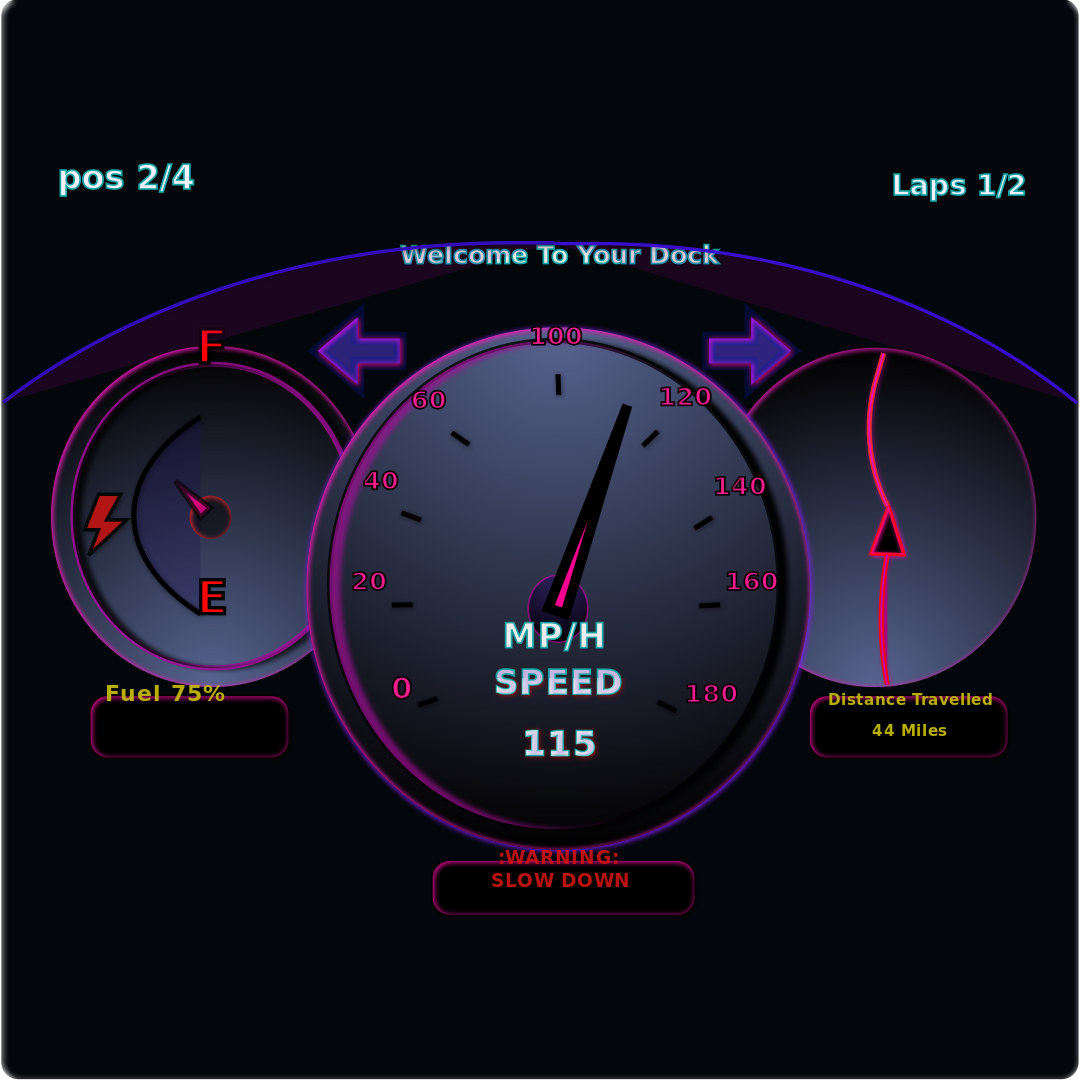 pos 2/4
Laps 1/2
Welcome To Your Dock
F
E
Fuel 75%
0
20
40
60
100
120
140
160
180
MP/H
SPEED
115
Distance Travelled
44 Miles
:WARNING:
SLOW DOWN